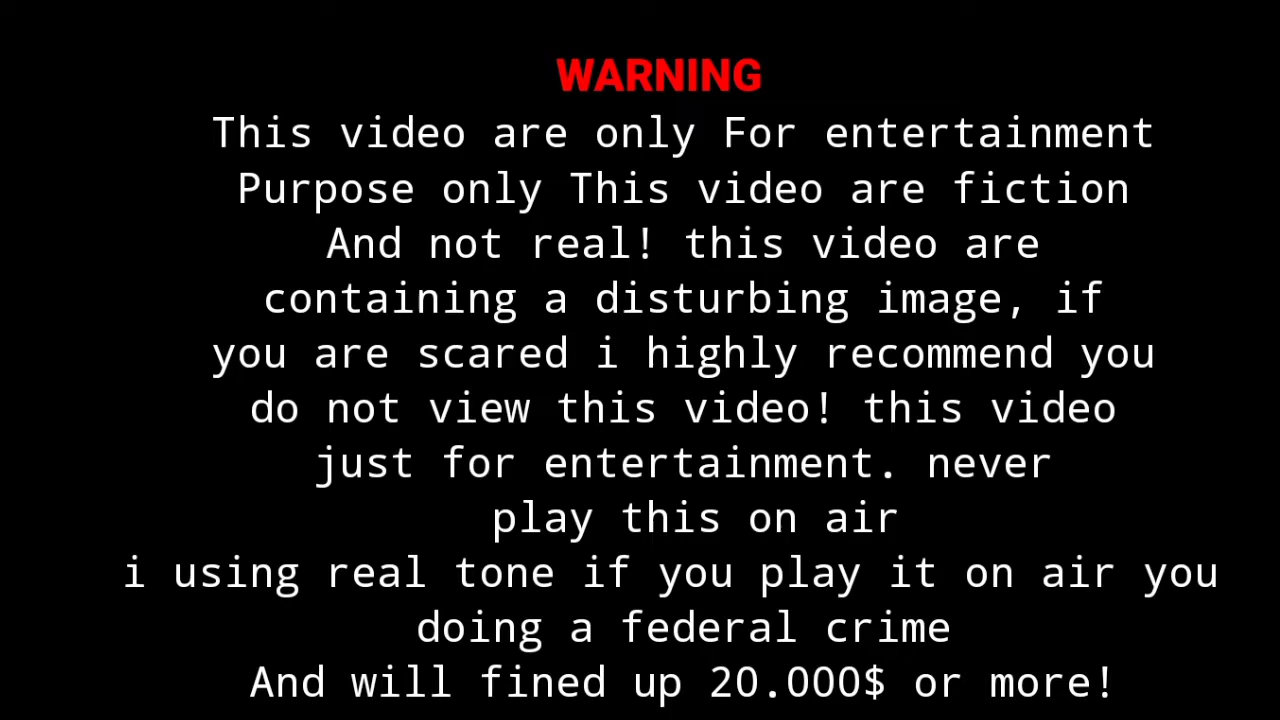 WARNING
This video are only For entertainment
Purpose only This video are fiction
And not real! this video are
containing a disturbing image, if
you are scared i highly recommend you
do not view this video! this video
just for entertainment. never
play this on air
i using real tone if you play it on air you
doing a federal crime
And will fined up 20.000$ or more!